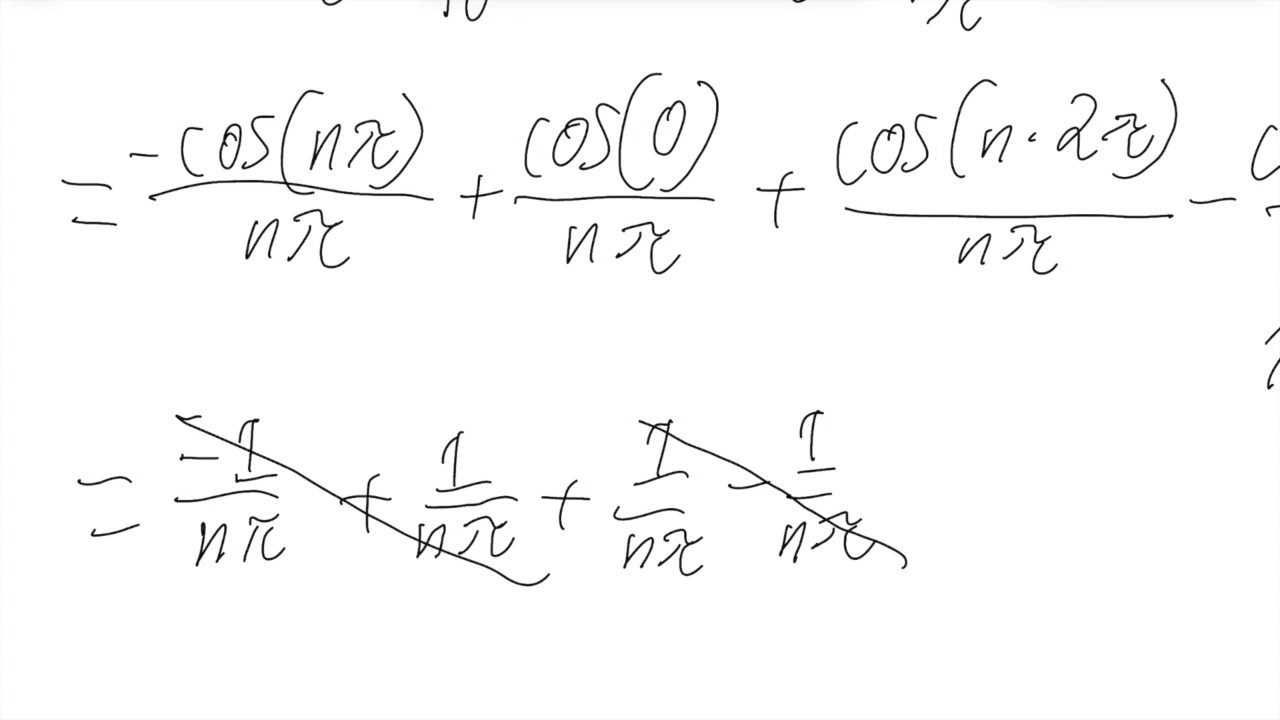 = -cos(nπ)/nπ + cos(0)/nπ + cos(n·2π)/nπ -
= -1/nπ + 1/nπ + 1/nπ - 1/nπ